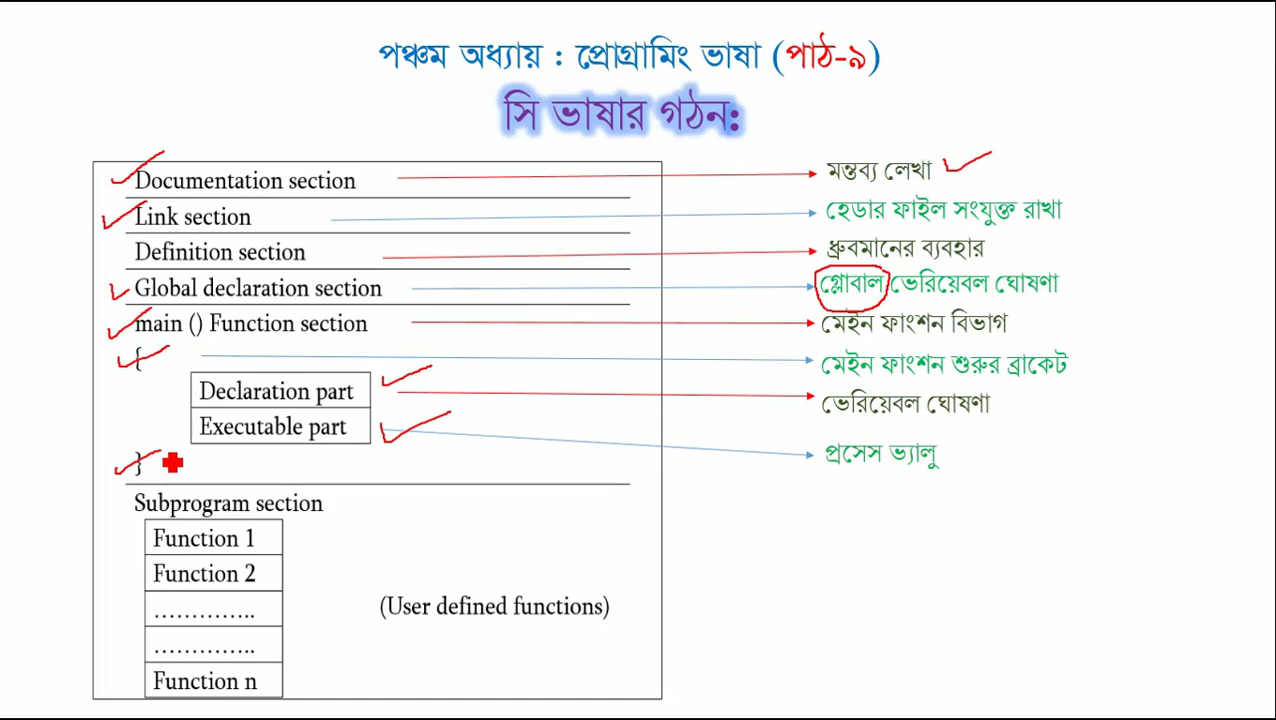 পঞ্চম অধ্যায় : প্রোগ্রামিং ভাষা (পাঠ-৯)
সি ভাষার গঠন:
Documentation section
মন্তব্য লেখা
Link section
হেডার ফাইল সংযুক্ত রাখা
Definition section
ধ্রুবমানের ব্যবহার
Global declaration section
গ্লোবাল ভেরিয়েবল ঘোষণা
main () Function section
মেইন ফাংশন বিভাগ
{
মেইন ফাংশন শুরুর ব্রাকেট
Declaration part
ভেরিয়েবল ঘোষণা
Executable part
প্রসেস ভ্যালু
}
Subprogram section
Function 1
Function 2
…………..
(User defined functions)
…………..
Function n